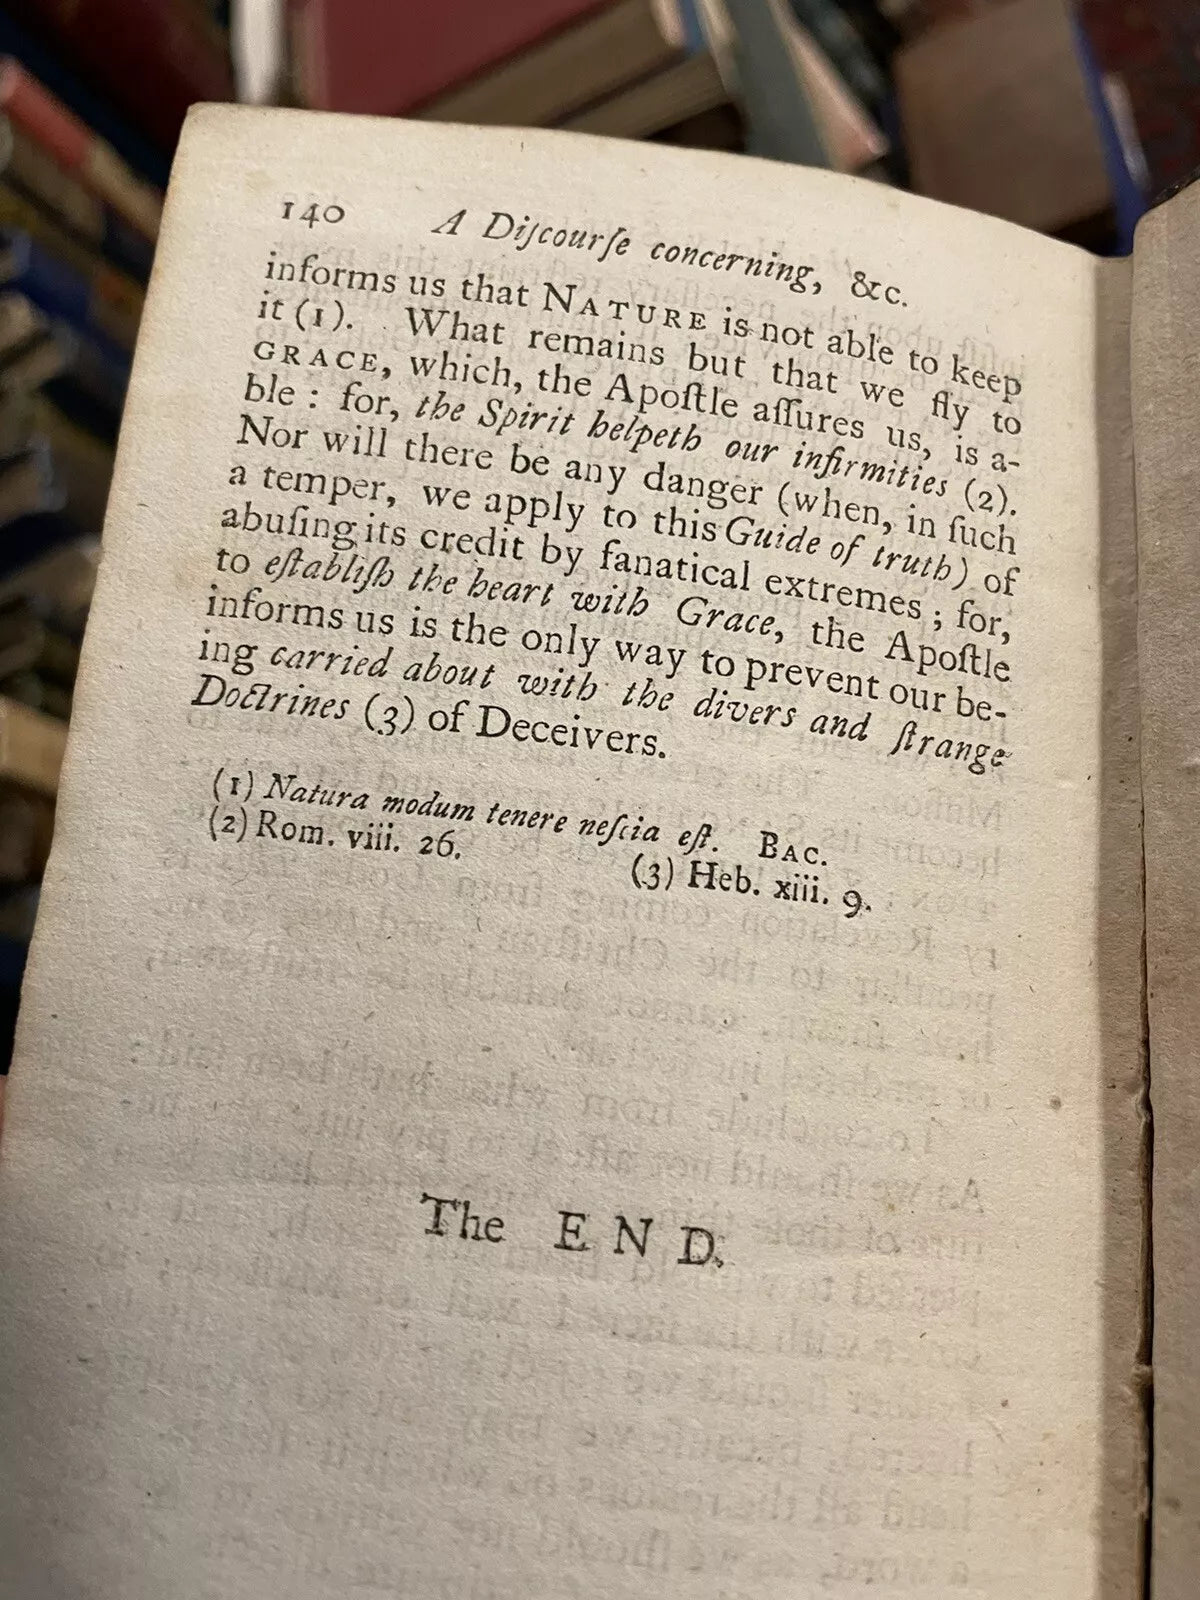 140 A Diſcourſe concerning, &c.
informs us that NATURE is not able to keep
it (1). What remains but that we fly to
GRACE, which, the Apoſtle aſſures us, is a-
ble : for, the Spirit helpeth our infirmities (2).
Nor will there be any danger (when, in ſuch
a temper, we apply to this Guide of truth) of
abuſing its credit by fanatical extremes ; for,
to eſtabliſh the heart with Grace, the Apoſtle
informs us is the only way to prevent our be-
ing carried about with the divers and ſtrange
Doctrines (3) of Deceivers.
(1) Natura modum tenere neſcia eſt. BAC.
(2) Rom. viii. 26.
(3) Heb. xiii. 9.
The END.